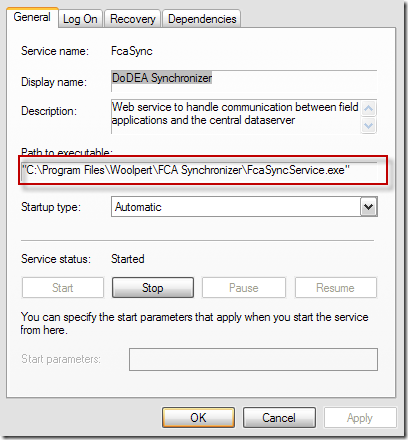 General Log On Recovery Dependencies
Service name: FcaSync
Display name: DoDEA Synchronizer
Description: Web service to handle communication between field
applications and the central dataserver
Path to executable:
"C:\Program Files\Woolpert\FCA Synchronizer\FcaSyncService.exe"
Startup type: Automatic
Service status: Started
Start Stop Pause Resume
You can specify the start parameters that apply when you start the service
from here.
Start parameters:
OK Cancel Apply